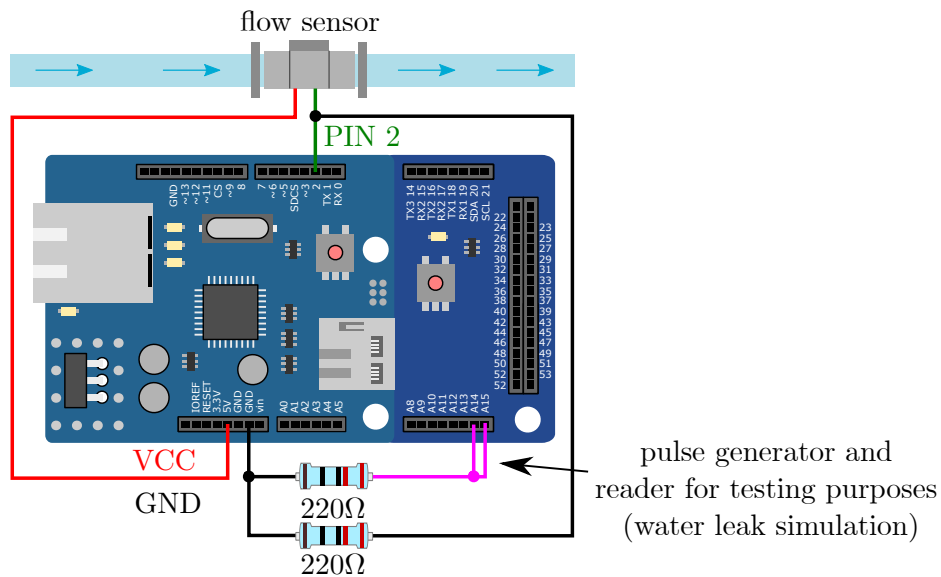 flow sensor
PIN 2
GND
~13
~12
~11
CS
~9
8
7
~6
~5
SDCS
~3
2
TX 1
RX 0
TX3 14
RX2 15
TX2 16
RX2 17
TX1 18
RX1 19
SDA 20
SCL 21
22
24
26
28
30
32
34
36
38
40
42
44
46
48
50
52
52
23
25
27
29
31
33
35
37
39
43
45
47
49
51
53
IOREF
RESET
3.3V
5V
GND
GND
vin
A0
A1
A2
A3
A4
A5
A8
A9
A10
A11
A12
A13
A14
A15
VCC
GND
220Ω
220Ω
pulse generator and
reader for testing purposes
(water leak simulation)